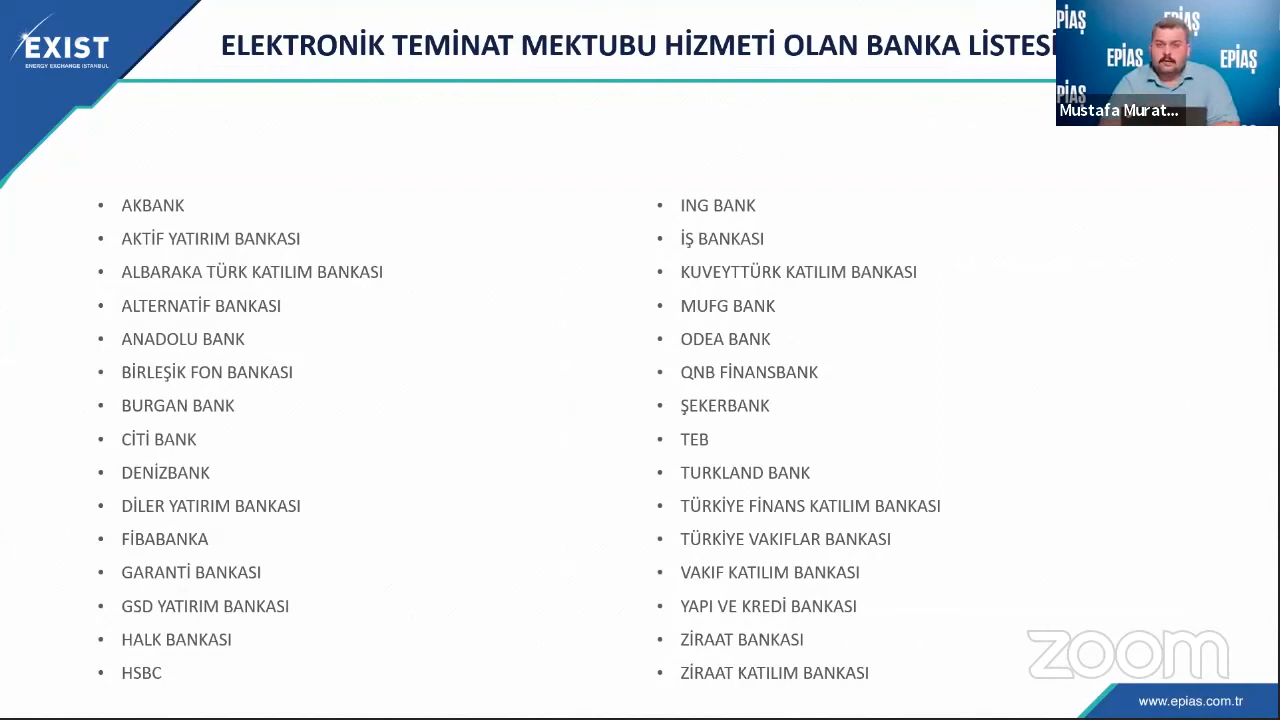 EXIST
ENERGY EXCHANGE ISTANBUL
ELEKTRONİK TEMİNAT MEKTUBU HİZMETİ OLAN BANKA LİSTESİ
EPİAŞ
EPİAŞ
EPİAŞ
EPİAŞ
EPİAŞ
Mustafa Murat...
• AKBANK
• AKTİF YATIRIM BANKASI
• ALBARAKA TÜRK KATILIM BANKASI
• ALTERNATİF BANKASI
• ANADOLU BANK
• BİRLEŞİK FON BANKASI
• BURGAN BANK
• CİTİ BANK
• DENİZBANK
• DİLER YATIRIM BANKASI
• FİBABANKA
• GARANTİ BANKASI
• GSD YATIRIM BANKASI
• HALK BANKASI
• HSBC
• ING BANK
• İŞ BANKASI
• KUVEYTTÜRK KATILIM BANKASI
• MUFG BANK
• ODEA BANK
• QNB FİNANSBANK
• ŞEKERBANK
• TEB
• TURKLAND BANK
• TÜRKİYE FİNANS KATILIM BANKASI
• TÜRKİYE VAKIFLAR BANKASI
• VAKIF KATILIM BANKASI
• YAPI VE KREDİ BANKASI
• ZİRAAT BANKASI
• ZİRAAT KATILIM BANKASI
zoom
www.epias.com.tr